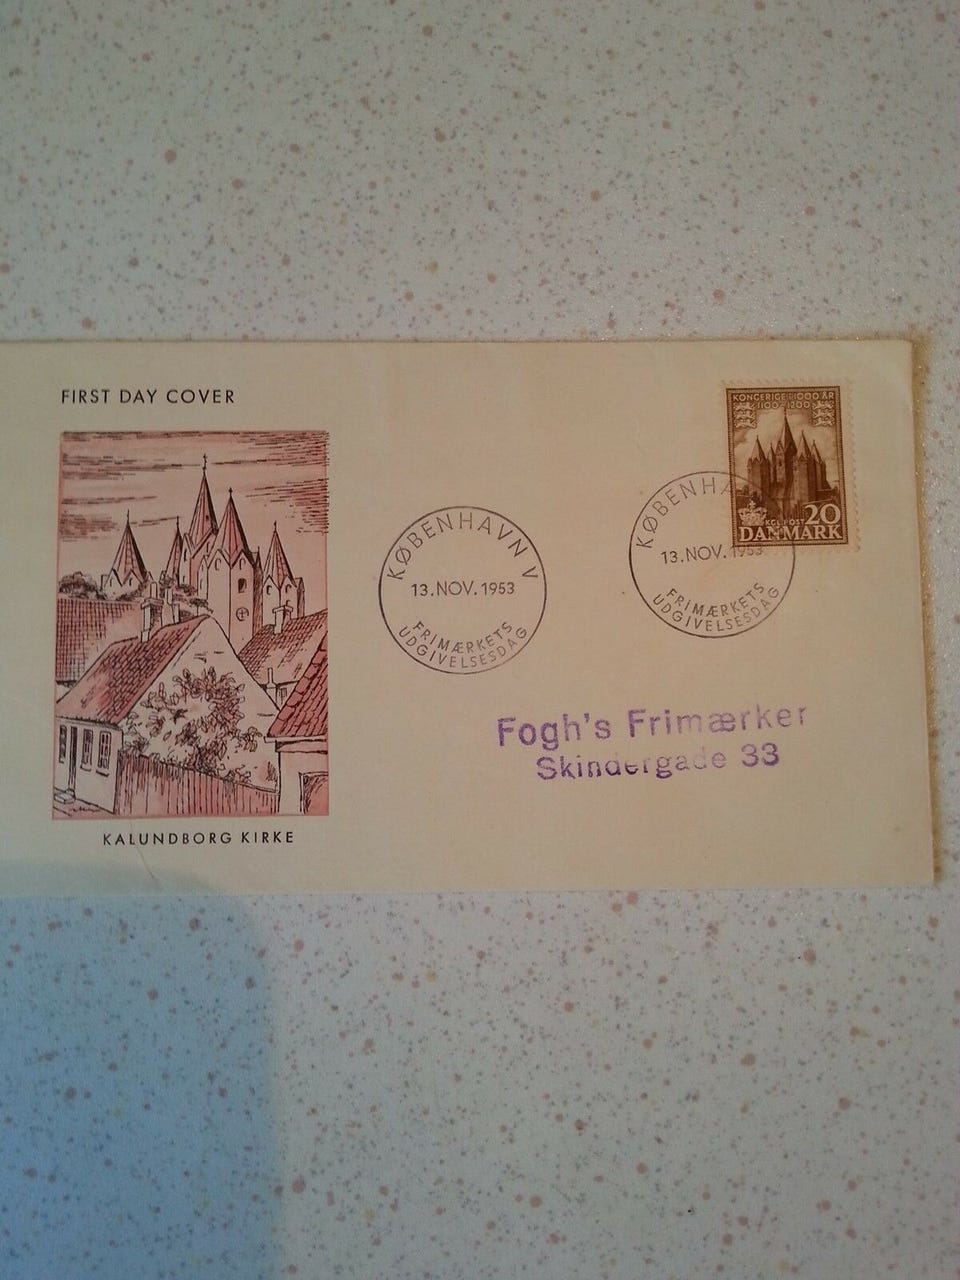 FIRST DAY COVER
KONGERIGE I 1000 ÅR
1100-1200
KGL. POST 20
DANMARK
KØBENHAVN V
13. NOV. 1953
FRIMÆRKETS
UDGIVELSESDAG
KØBENHA
13. NOV. 1953
FRIMÆRKETS
UDGIVELSESDAG
Fogh's Frimærker
Skindergade 33
KALUNDBORG KIRKE